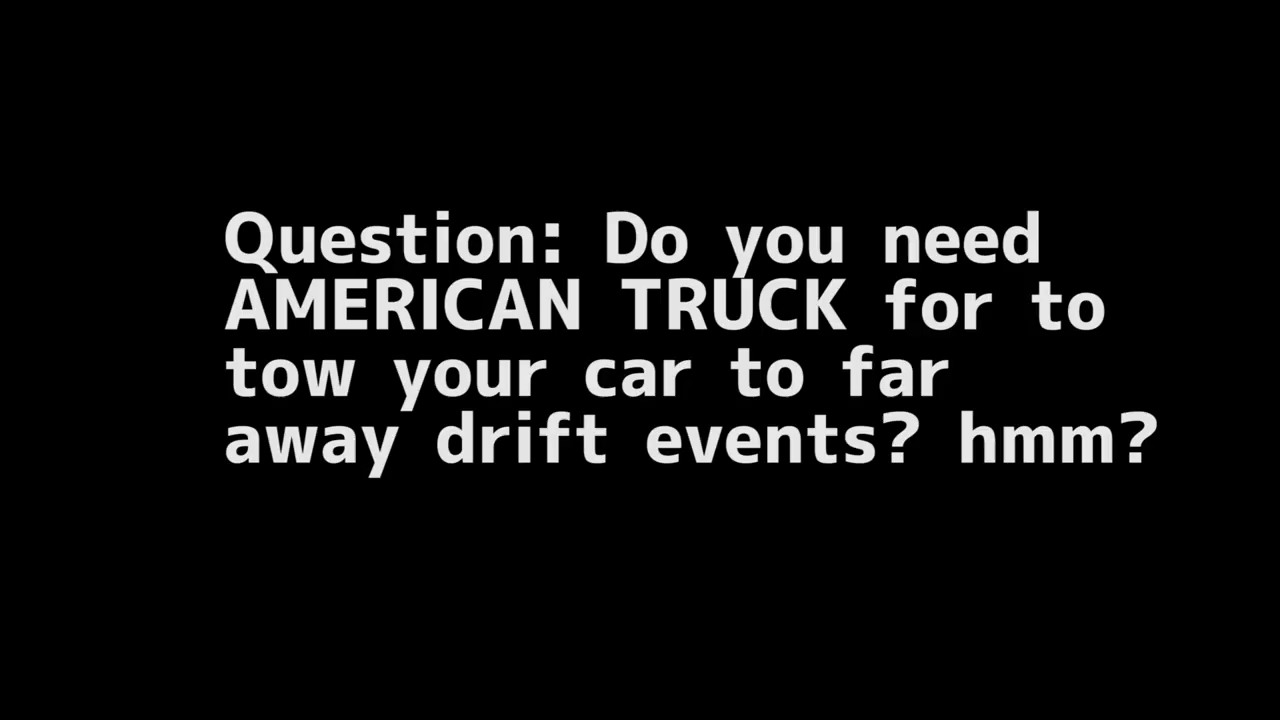 Question: Do you need
AMERICAN TRUCK for to
tow your car to far
away drift events? hmm?